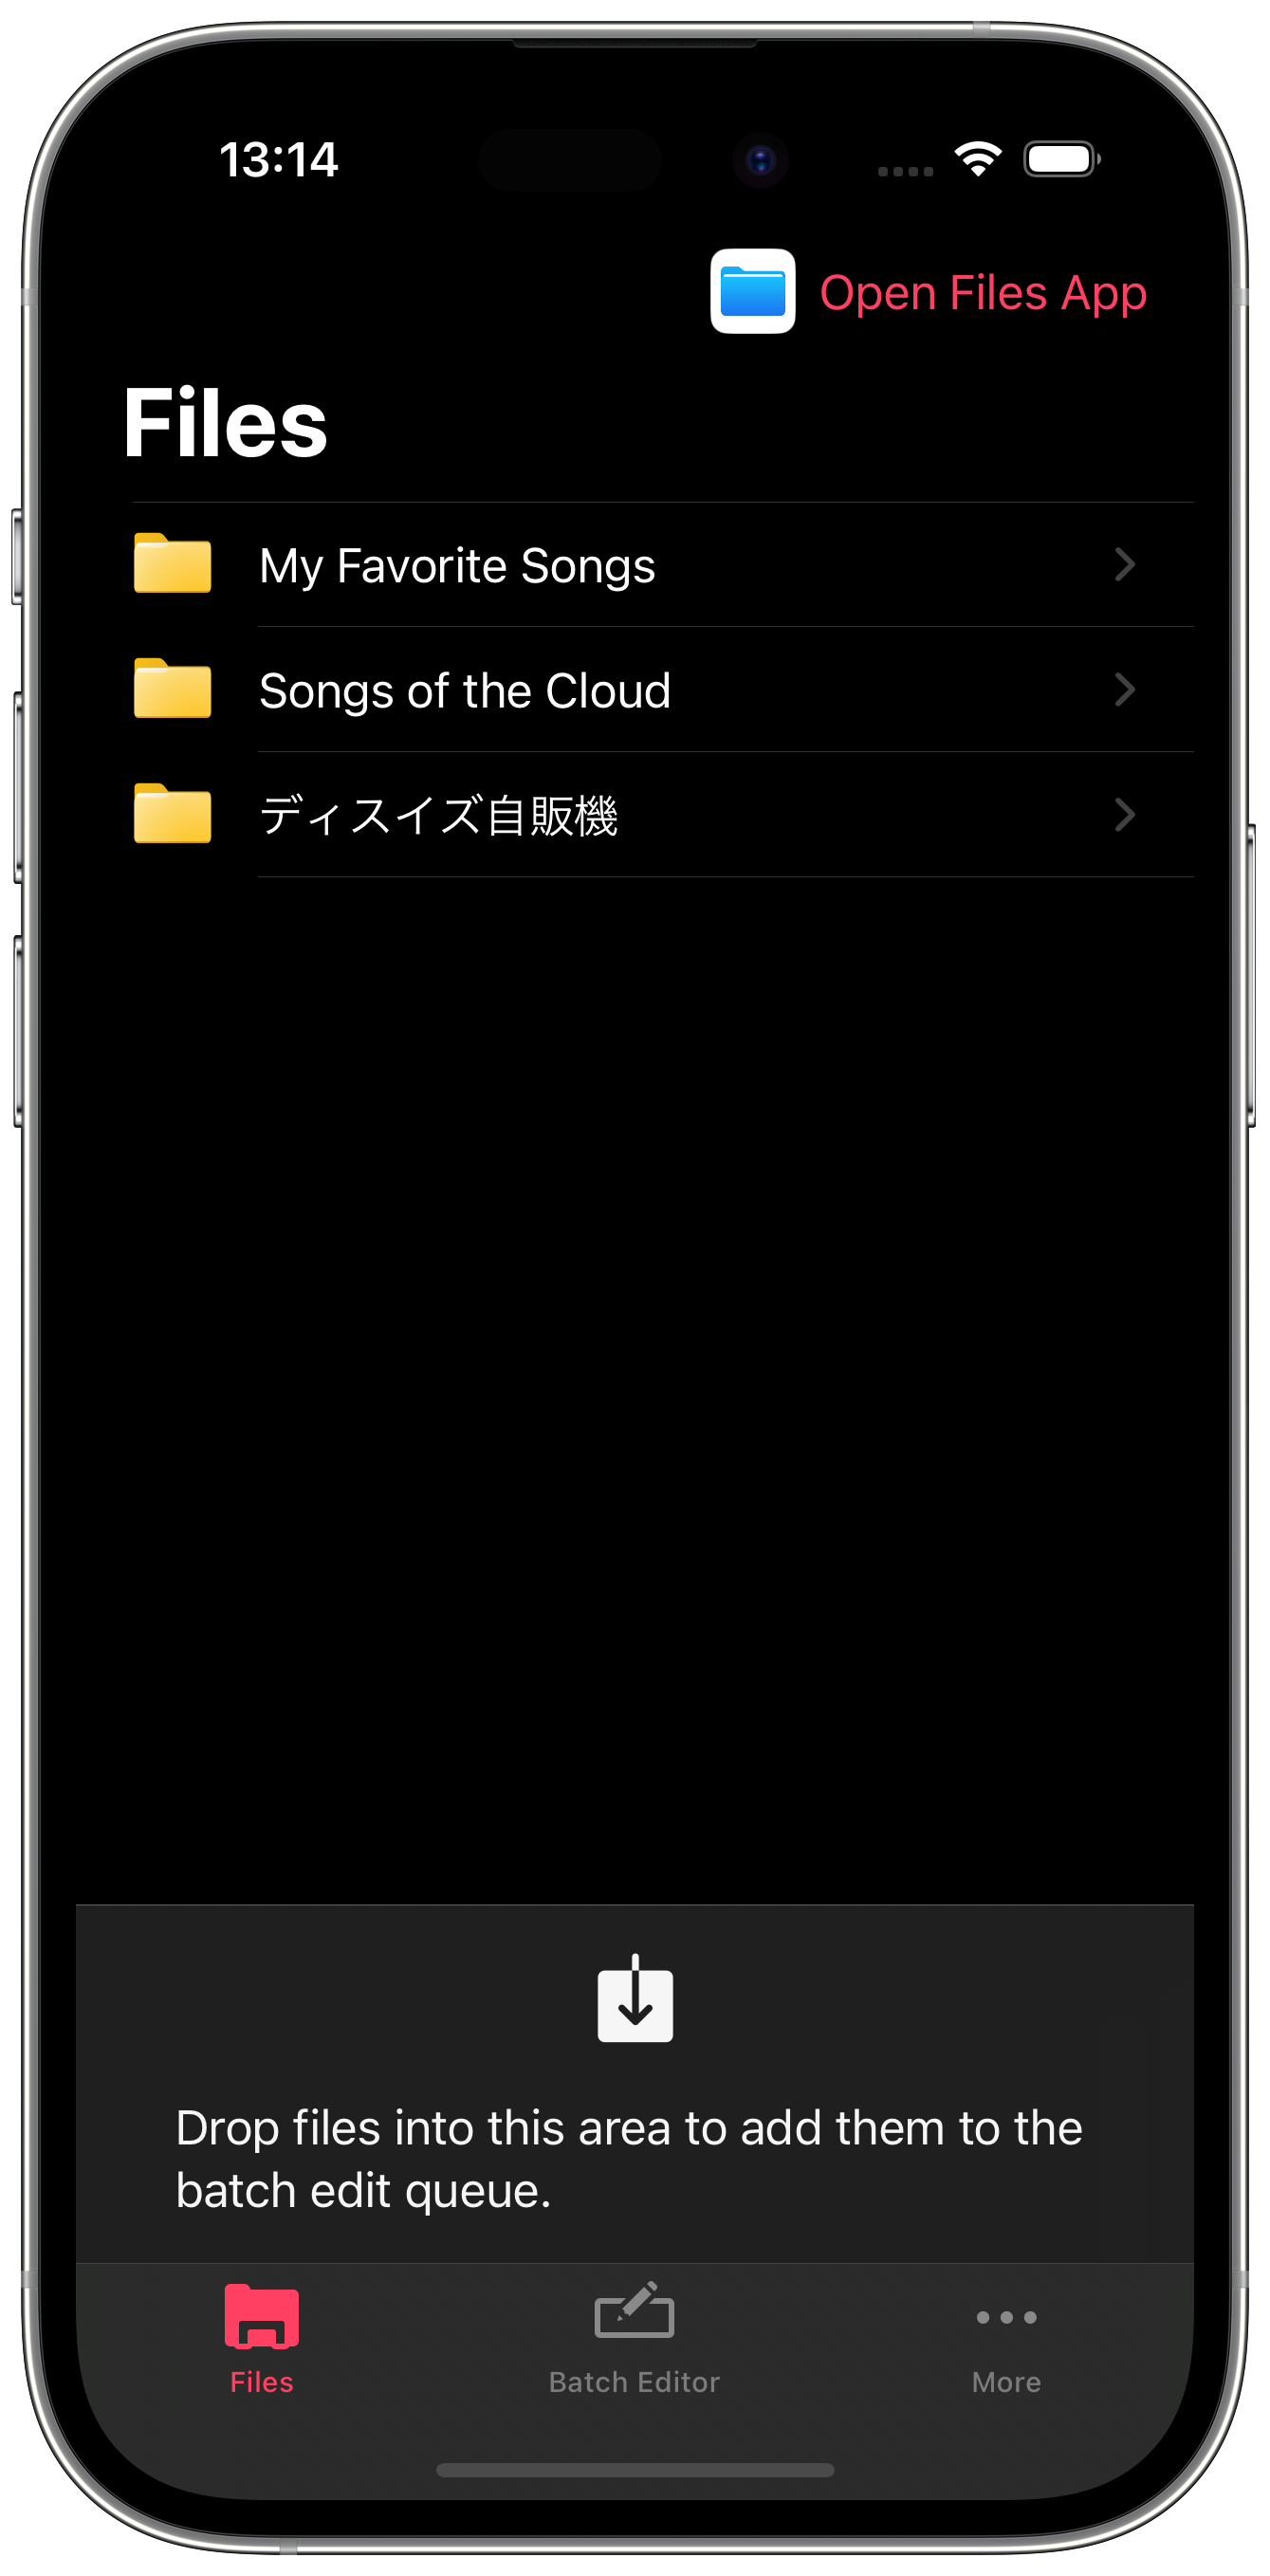 13:14
Open Files App
Files
My Favorite Songs
Songs of the Cloud
ディスイズ自販機
Drop files into this area to add them to the
batch edit queue.
Files
Batch Editor
More